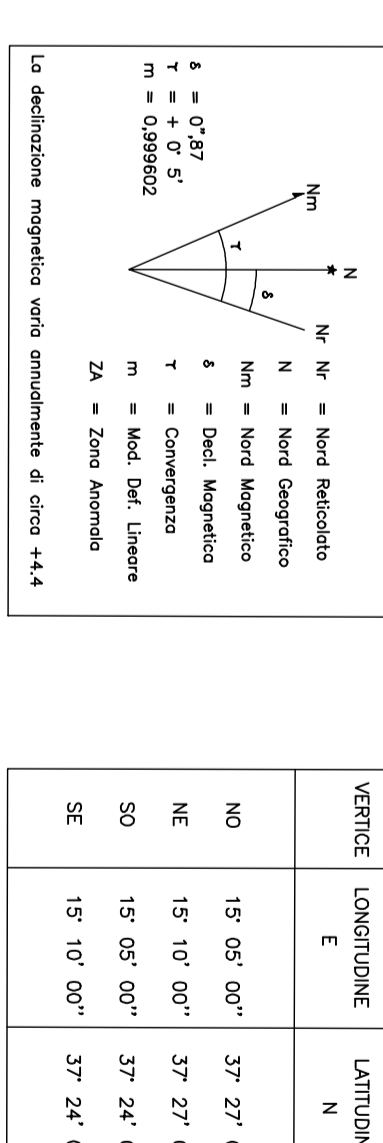 Nm
N
Nr
γ
δ
δ = 0",87
γ = + 0° 5'
m = 0,999602
Nr = Nord Reticolato
N = Nord Geografico
Nm = Nord Magnetico
δ = Decl. Magnetica
γ = Convergenza
m = Mod. Def. Lineare
ZA = Zona Anomala
La declinazione magnetica varia annualmente di circa +4.4
VERTICE LONGITUDINE E N
NO 15° 05' 00" 37° 27'
NE 15° 10' 00" 37° 27'
SO 15° 05' 00" 37° 24'
SE 15° 10' 00" 37° 24'